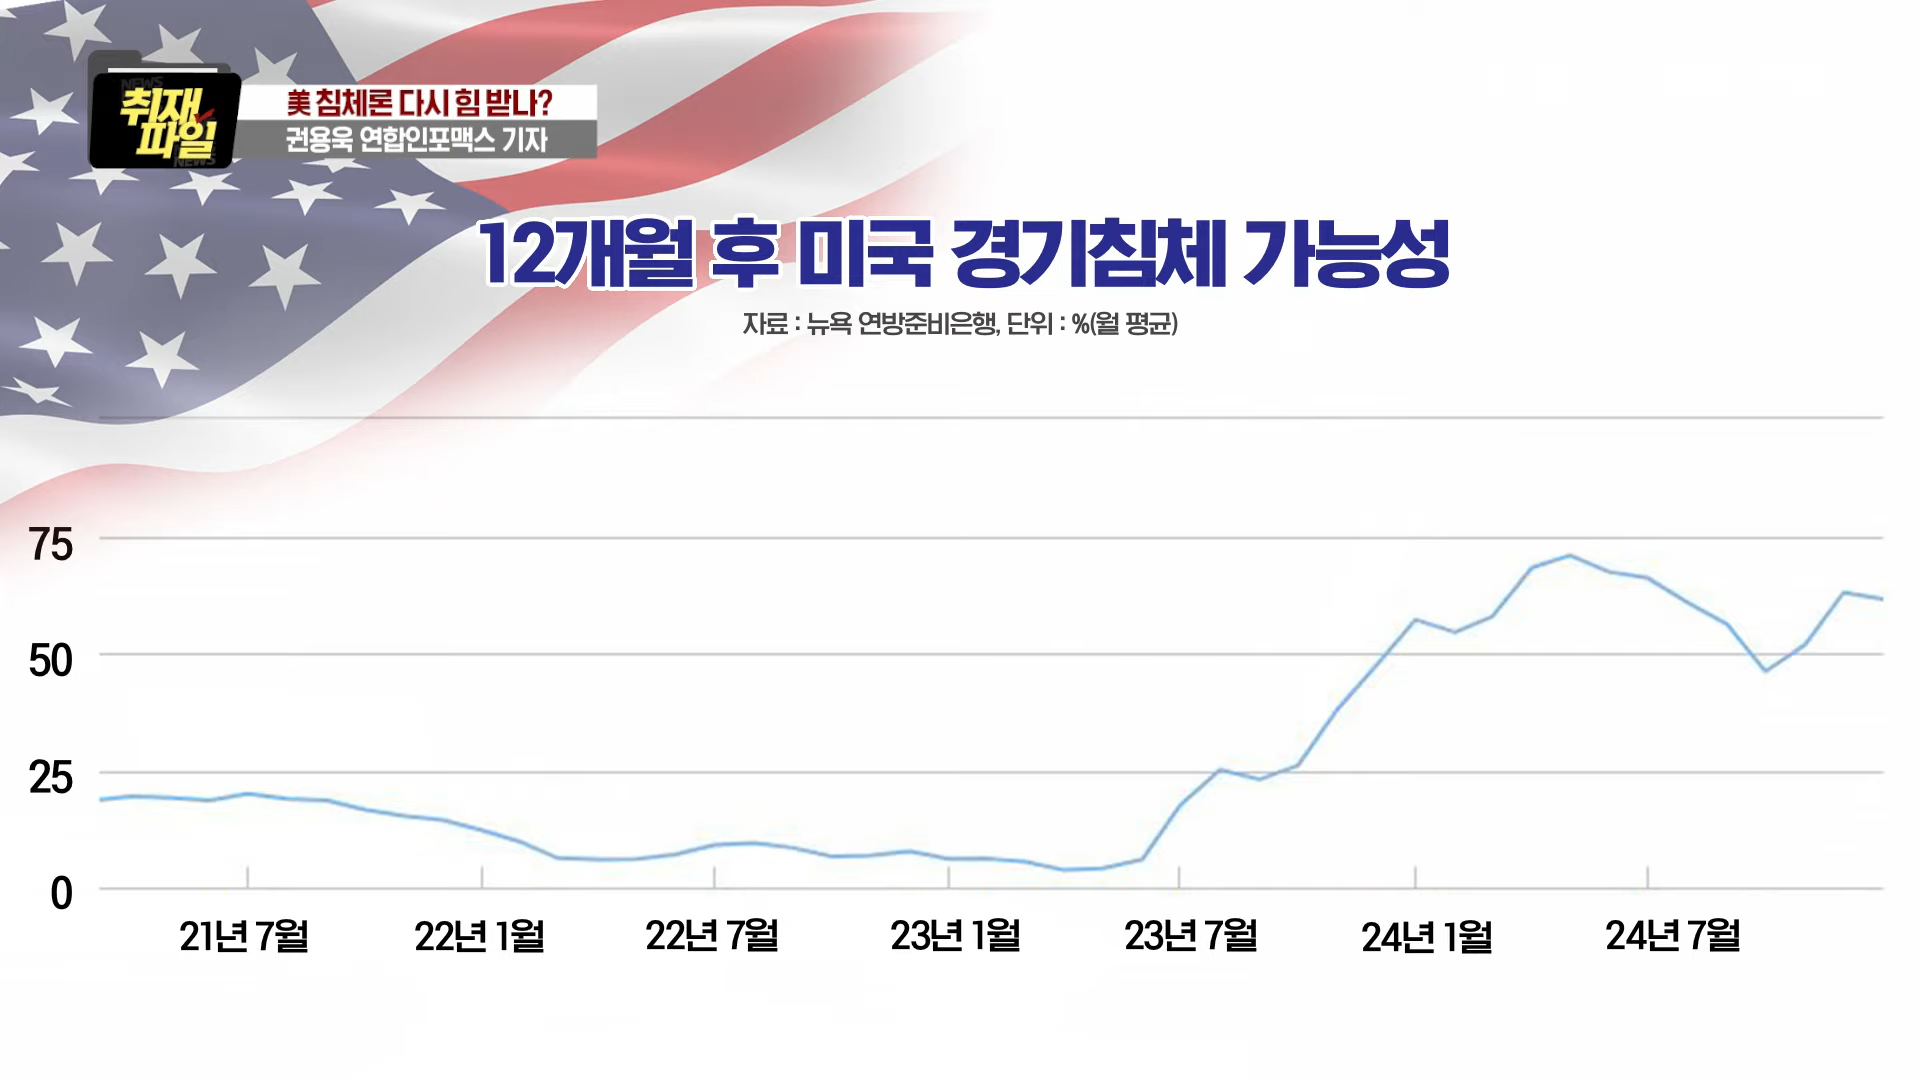 NEWS
취재
파일
NEWS
美 침체론 다시 힘 받나?
권용욱 연합인포맥스 기자
12개월 후 미국 경기침체 가능성
자료 : 뉴욕 연방준비은행, 단위 : %(월 평균)
75
50
25
0
21년 7월 22년 1월 22년 7월 23년 1월 23년 7월 24년 1월 24년 7월